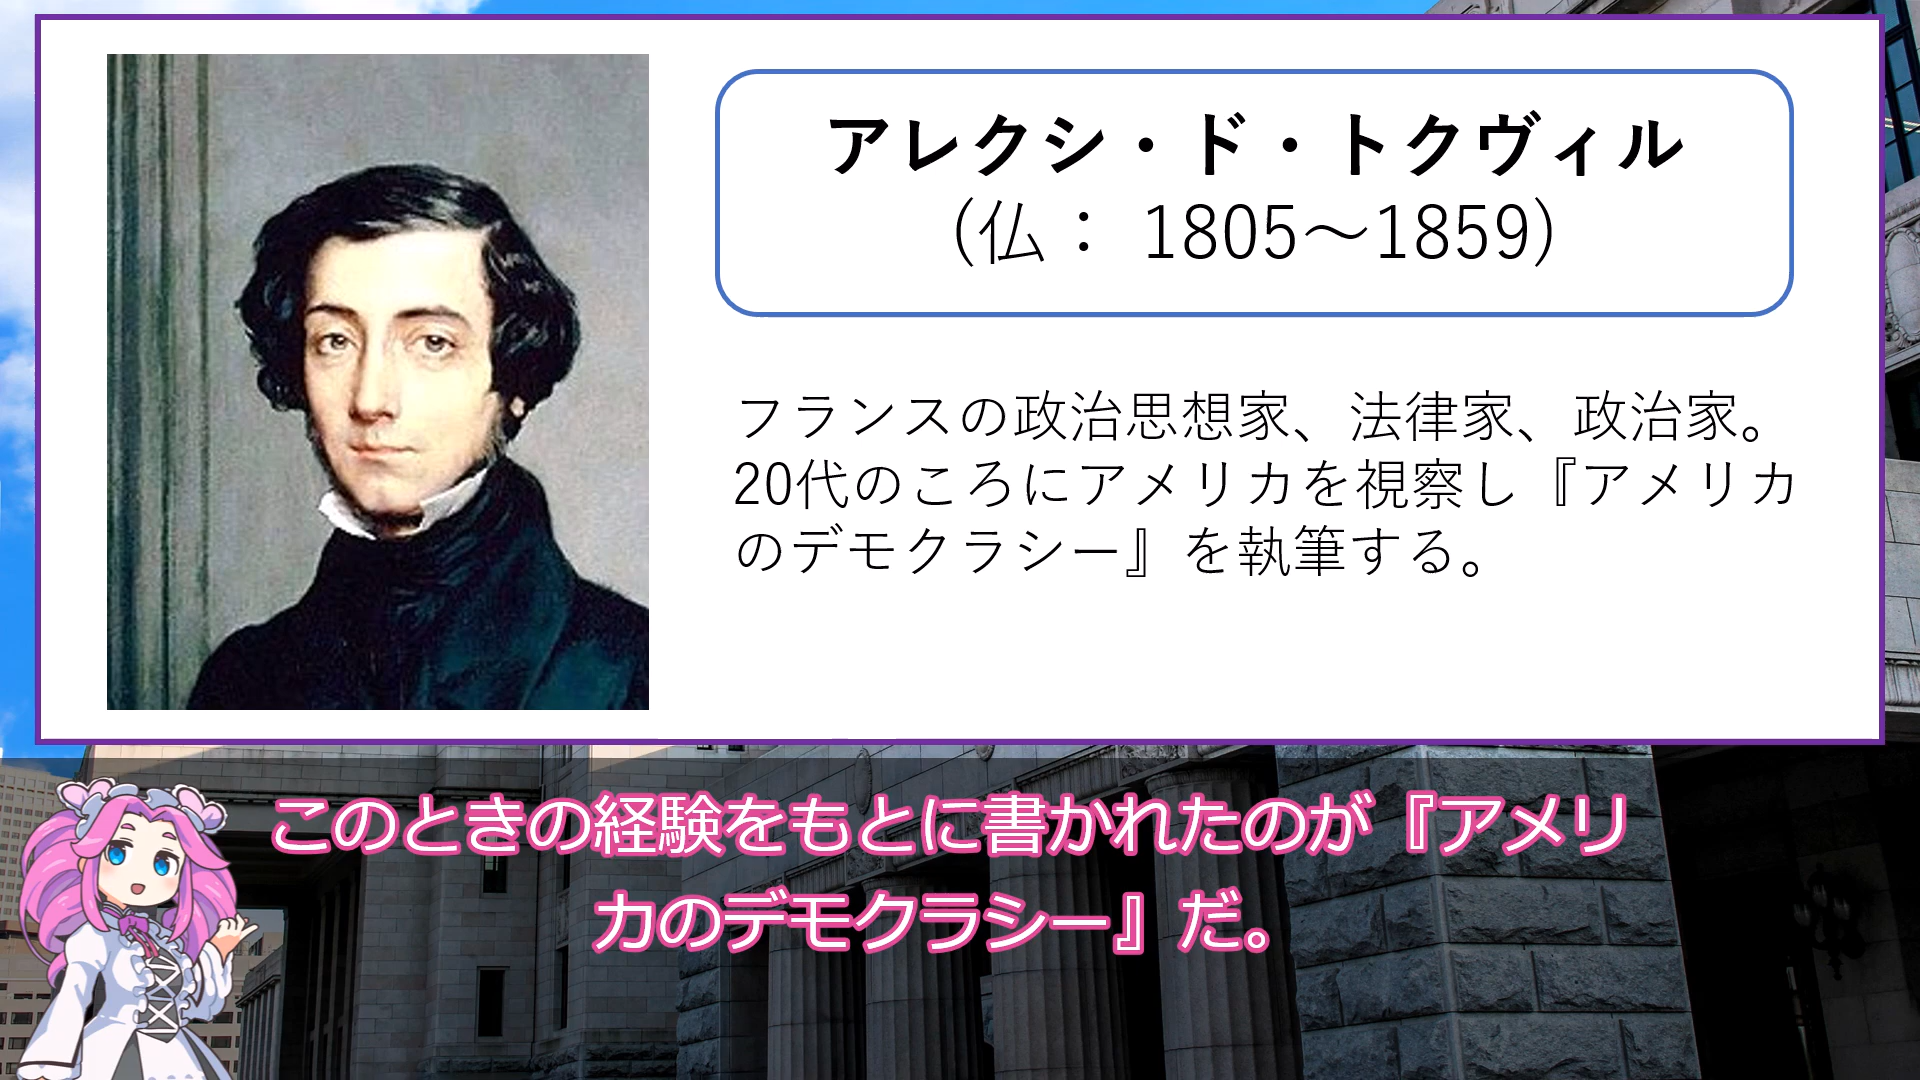 アレクシ・ド・トクヴィル
（仏： 1805～1859）
フランスの政治思想家、法律家、政治家。
20代のころにアメリカを視察し『アメリカ
のデモクラシー』を執筆する。
このときの経験をもとに書かれたのが『アメリ
カのデモクラシー』だ。